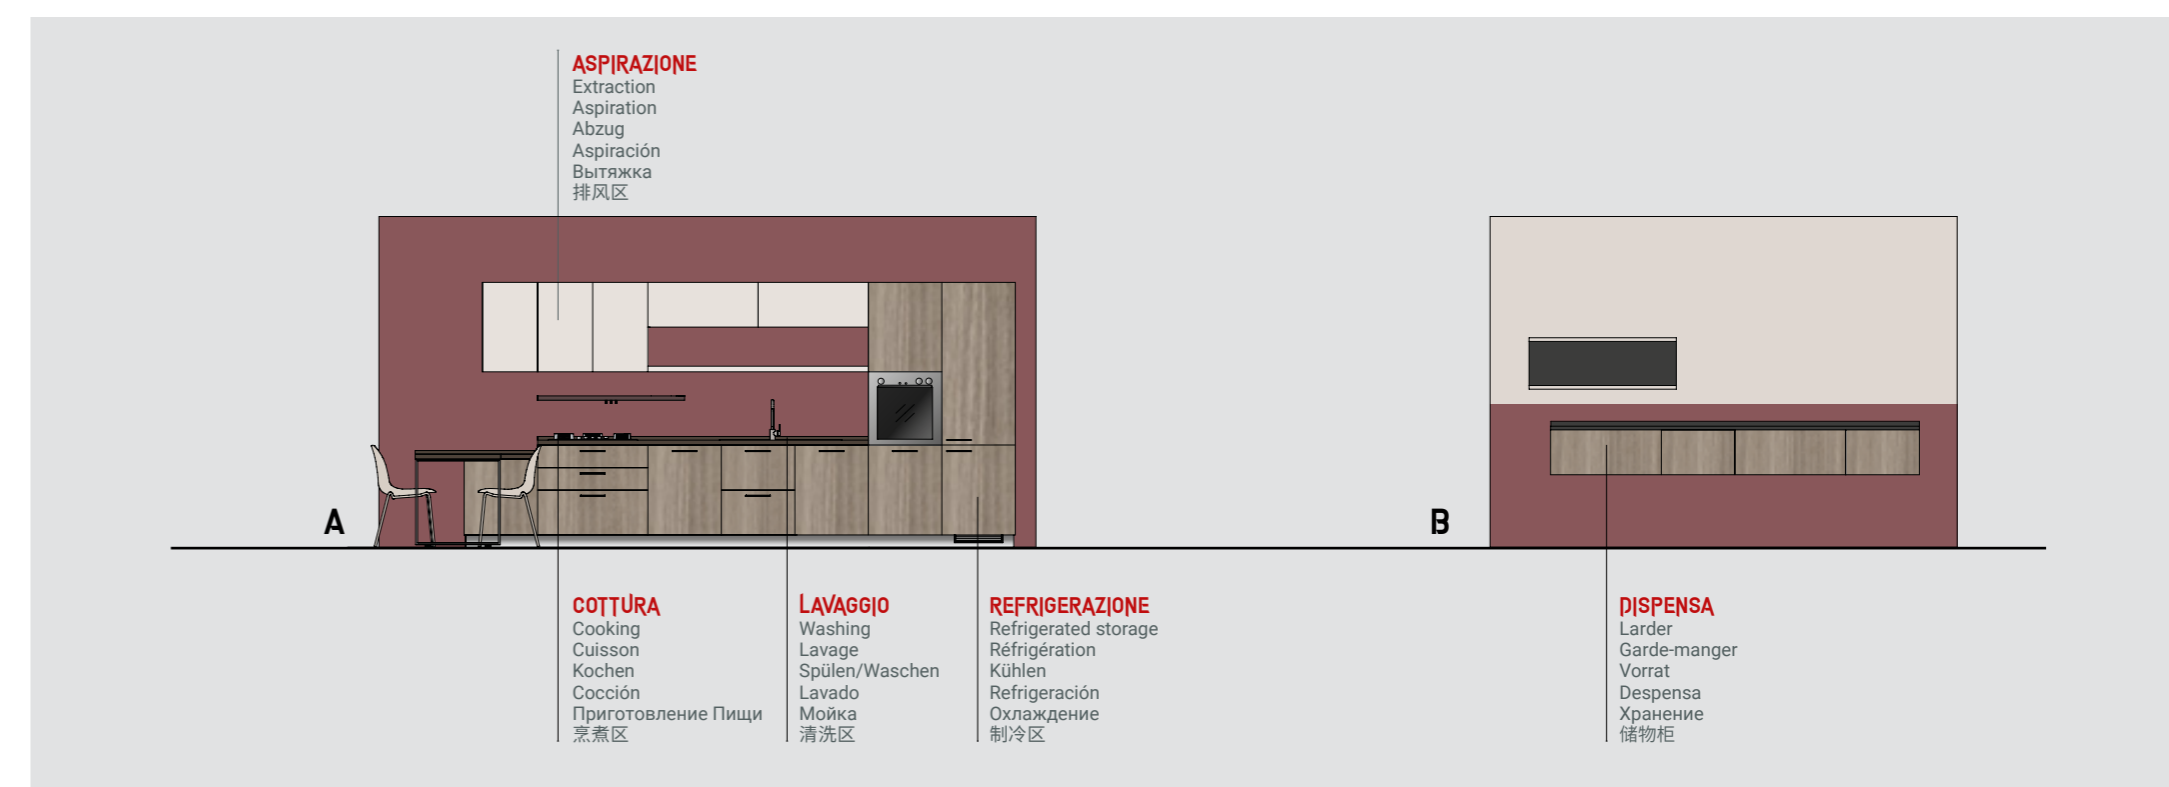 ASPIRAZIONE
Extraction
Aspiration
Abzug
Aspiración
Вытяжка
排风区
A
B
COTTURA
Cooking
Cuisson
Kochen
Cocción
Приготовление Пищи
烹煮区
LAVAGGIO
Washing
Lavage
Spülen/Waschen
Lavado
Мойка
清洗区
REFRIGERAZIONE
Refrigerated storage
Réfrigération
Kühlen
Refrigeración
Охлаждение
制冷区
DISPENSA
Larder
Garde-manger
Vorrat
Despensa
Хранение
储物柜